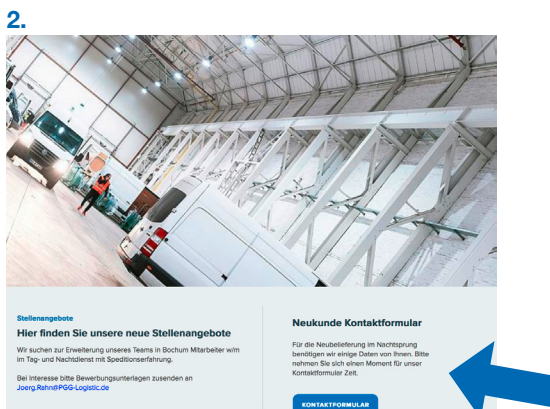 2.
Stellenangebote
Hier finden Sie unsere neue Stellenangebote
Wir suchen zur Erweiterung unseres Teams in Bochum Mitarbeiter w/m
im Tag- und Nachtdienst mit Speditionserfahrung.
Bei Interesse bitte Bewerbungsunterlagen zusenden an
Joerg.Rahn@PGG-Logistic.de
Neukunde Kontaktformular
Für die Neubelieferung im Nachtsprung
benötigen wir einige Daten von Ihnen. Bitte
nehmen Sie sich einen Moment für unser
Kontaktformular Zeit.
KONTAKTFORMULAR